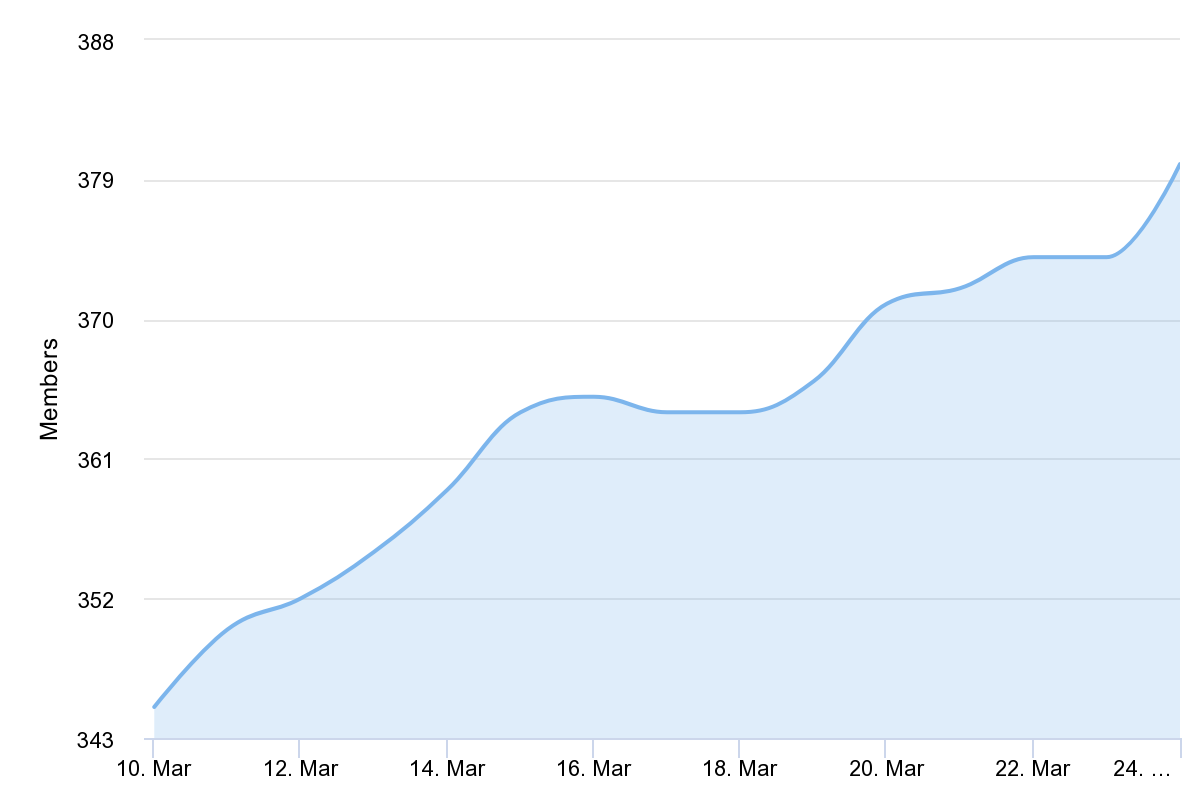 388
379
370
361
352
343
Members
10. Mar
12. Mar
14. Mar
16. Mar
18. Mar
20. Mar
22. Mar
24. …